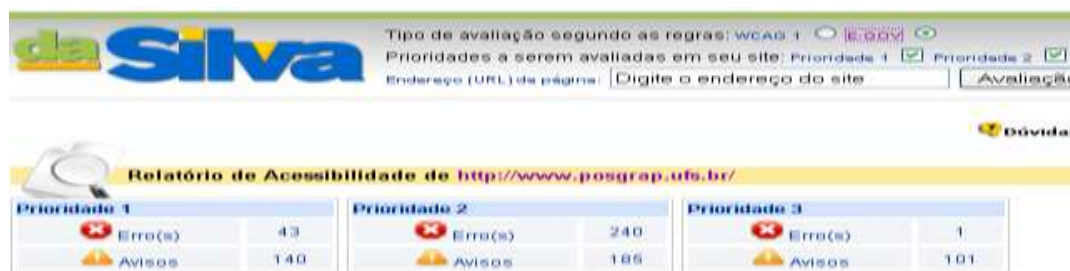 da Silva
Tipo de avaliação segundo as regras: WCAG 1 E-GOV
Prioridades a serem avaliadas em seu site: Prioridade 1 Prioridade 2
Endereço (URL) da página: Digite o endereço do site Avaliação
Dúvida
Relatório de Acessibilidade de http://www.posgrap.ufs.br/
Prioridade 1 Prioridade 2 Prioridade 3
Erro(s) 43 Erro(s) 240 Erro(s) 1
Avisos 140 Avisos 185 Avisos 101